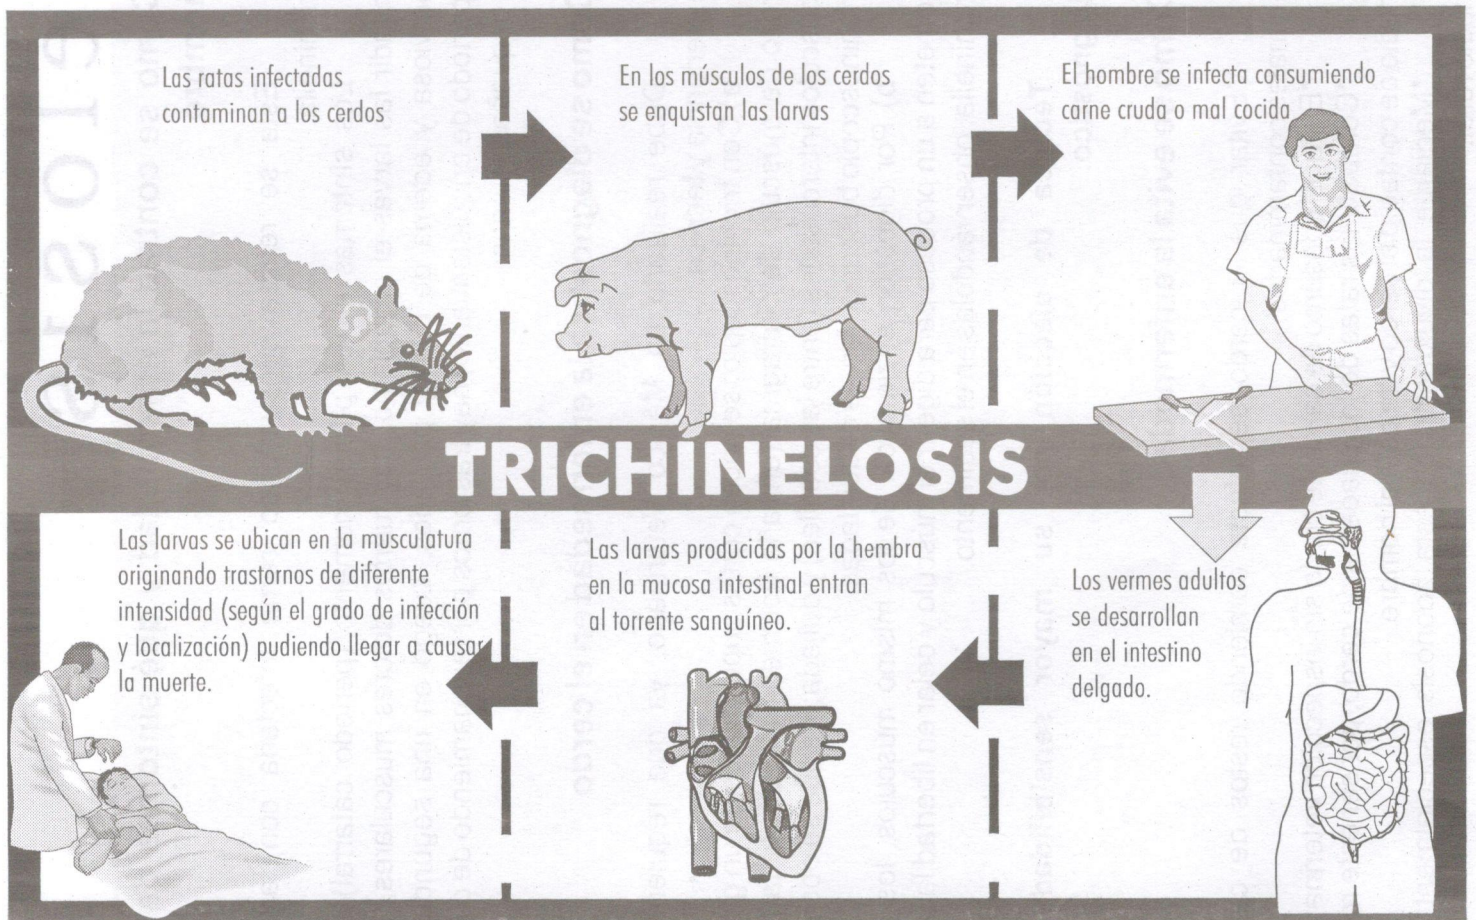 Las ratas infectadas
contaminan a los cerdos
En los músculos de los cerdos
se enquistan las larvas
El hombre se infecta consumiendo
carne cruda o mal cocida
TRICHINELOSIS
Los vermes adultos
se desarrollan
en el intestino
delgado.
Las larvas producidas por la hembra
en la mucosa intestinal entran
al torrente sanguíneo.
Las larvas se ubican en la musculatura
originando trastornos de diferente
intensidad (según el grado de infección
y localización) pudiendo llegar a causar
la muerte.